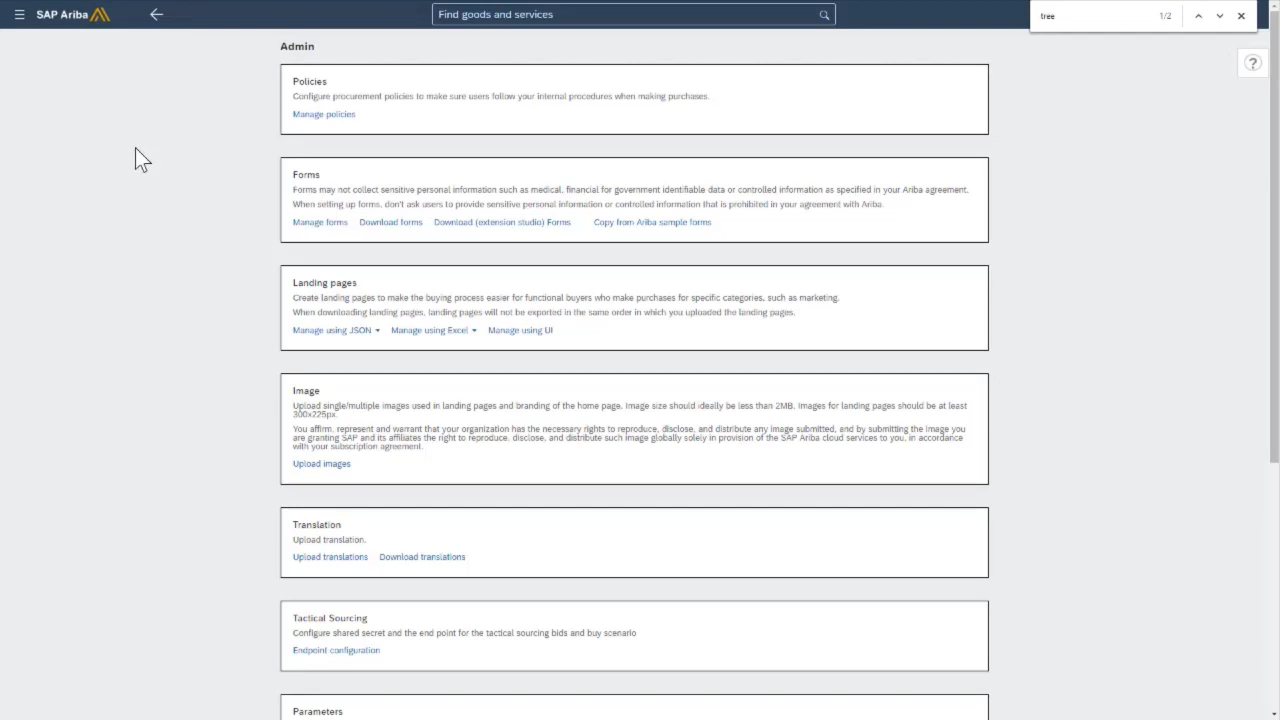 SAP Ariba
Find goods and services
tree 1/2
?
Admin
Policies
Configure procurement policies to make sure users follow your internal procedures when making purchases.
Manage policies
Forms
Forms may not collect sensitive personal information such as medical, financial for government identifiable data or controlled information as specified in your Ariba agreement.
When setting up forms, don't ask users to provide sensitive personal information or controlled information that is prohibited in your agreement with Ariba.
Manage forms Download forms Download (extension studio) Forms Copy from Ariba sample forms
Landing pages
Create landing pages to make the buying process easier for functional buyers who make purchases for specific categories, such as marketing.
When downloading landing pages, landing pages will not be exported in the same order in which you uploaded the landing pages.
Manage using JSON Manage using Excel Manage using UI
Image
Upload single/multiple images used in landing pages and branding of the home page. Image size should ideally be less than 2MB. Images for landing pages should be at least
300x225px.
You affirm, represent and warrant that your organization has the necessary rights to reproduce, disclose, and distribute any image submitted, and by submitting the image you
are granting SAP and its affiliates the right to reproduce, disclose, and distribute such image globally solely in provision of the SAP Ariba cloud services to you, in accordance
with your subscription agreement.
Upload images
Translation
Upload translation.
Upload translations Download translations
Tactical Sourcing
Configure shared secret and the end point for the tactical sourcing bids and buy scenario
Endpoint configuration
Parameters